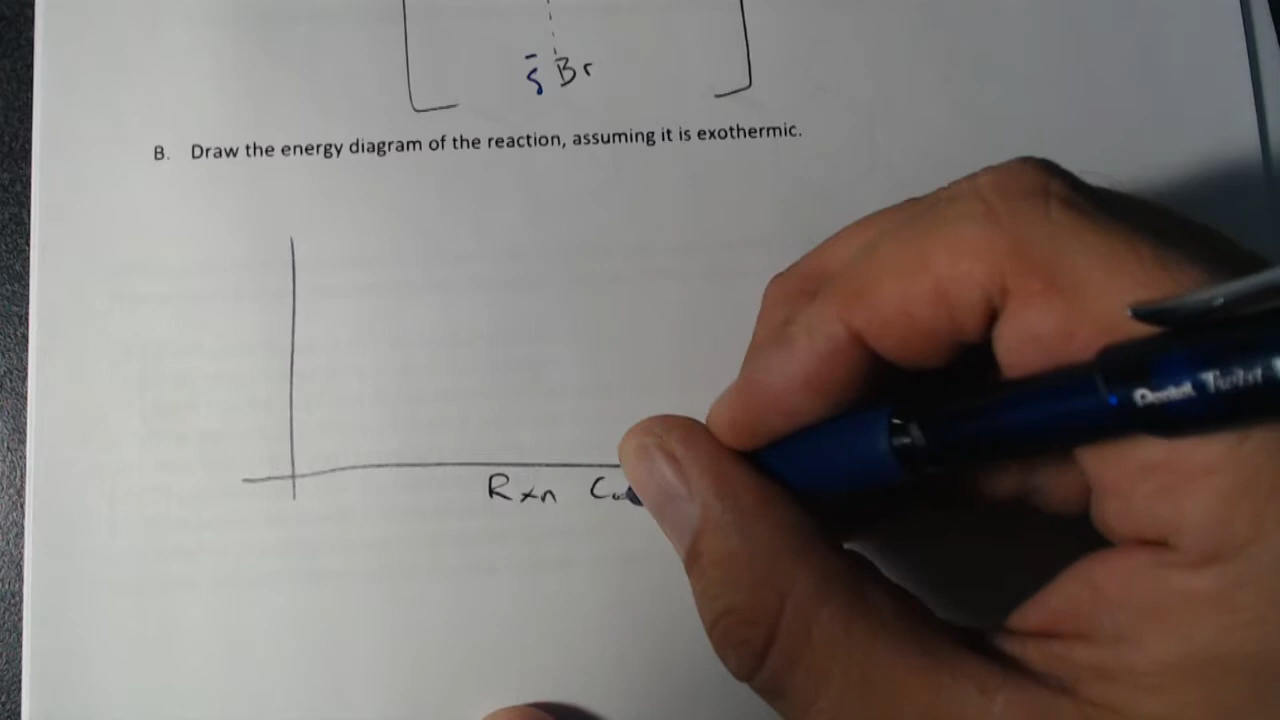 δ̄ Br
B. Draw the energy diagram of the reaction, assuming it is exothermic.
Rxn
Pentel Twist